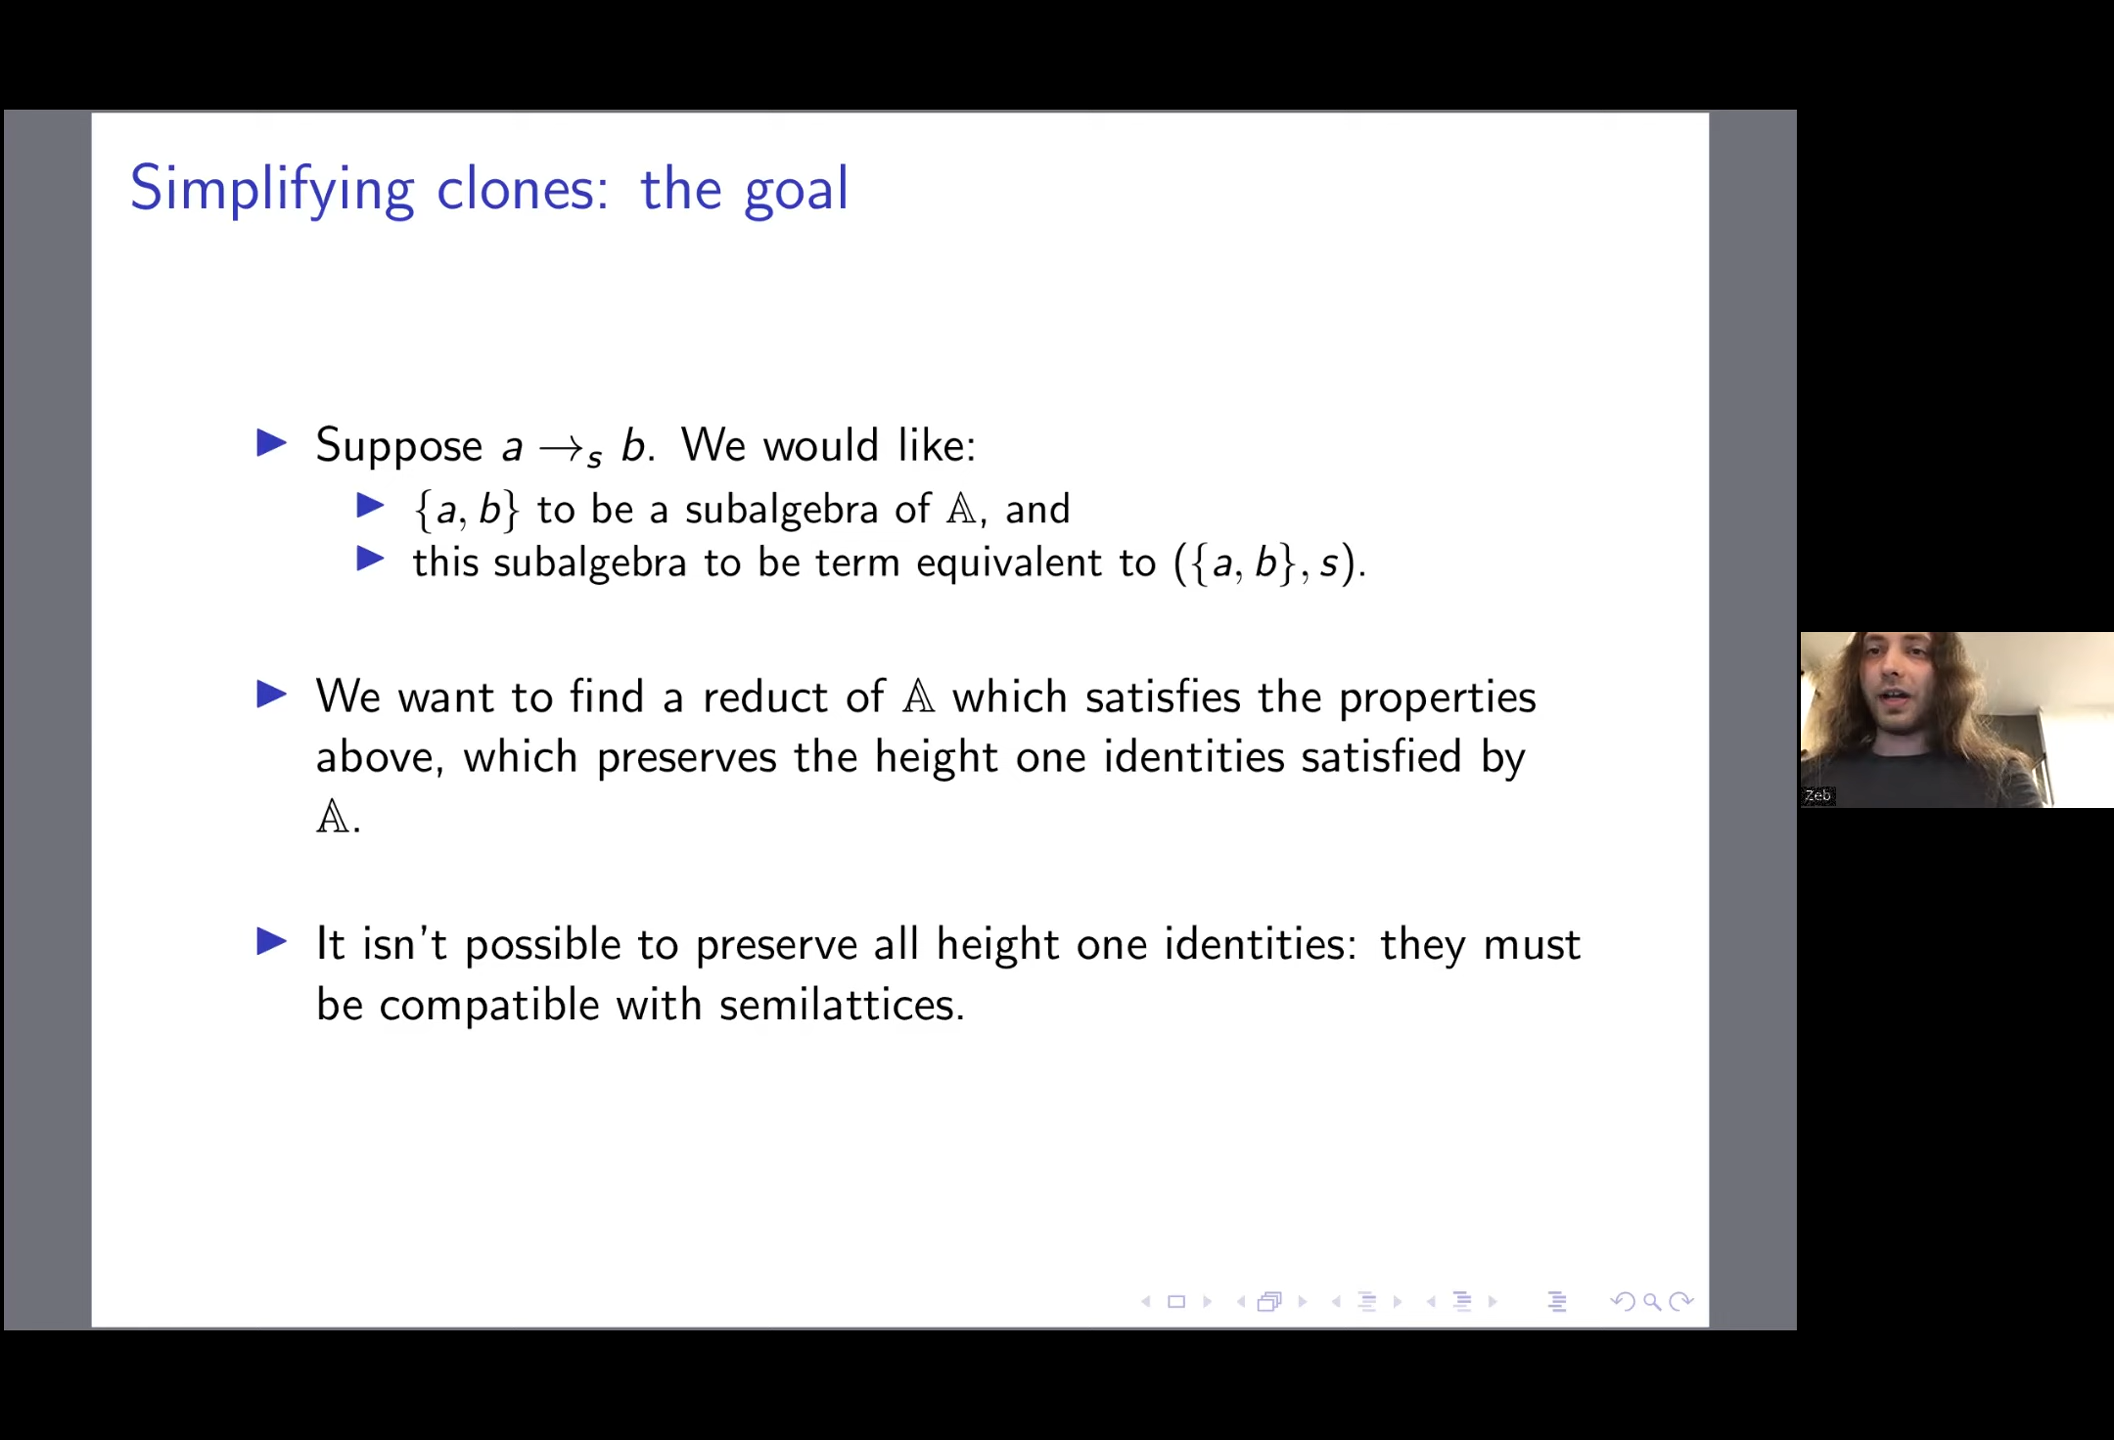 Simplifying clones: the goal
▶ Suppose a →ₛ b. We would like:
▶ {a, b} to be a subalgebra of 𝔸, and
▶ this subalgebra to be term equivalent to ({a, b}, s).
▶ We want to find a reduct of 𝔸 which satisfies the properties
above, which preserves the height one identities satisfied by
𝔸.
▶ It isn't possible to preserve all height one identities: they must
be compatible with semilattices.
Zeb